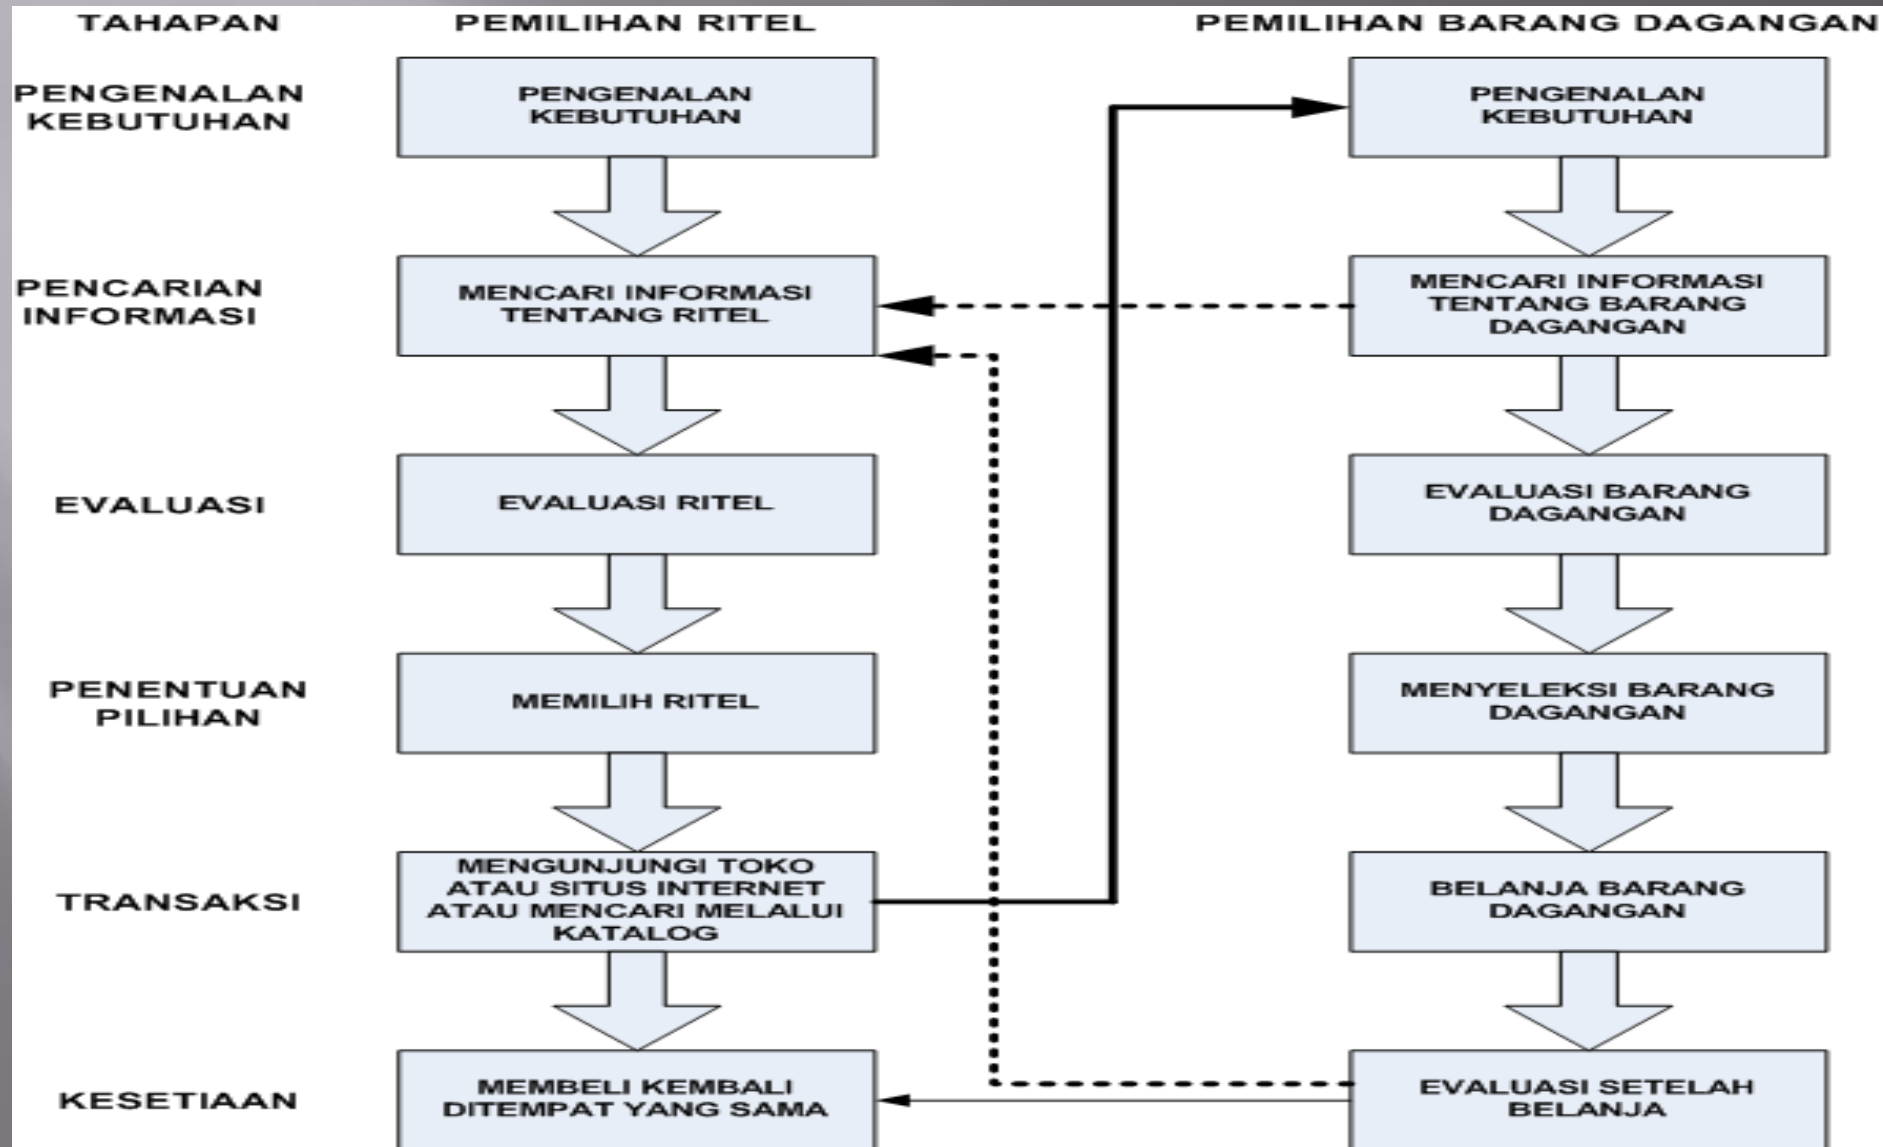 TAHAPAN
PEMILIHAN RITEL
PEMILIHAN BARANG DAGANGAN
PENGENALAN
KEBUTUHAN
PENGENALAN
KEBUTUHAN
PENGENALAN
KEBUTUHAN
PENCARIAN
INFORMASI
MENCARI INFORMASI
TENTANG RITEL
MENCARI INFORMASI
TENTANG BARANG
DAGANGAN
EVALUASI
EVALUASI RITEL
EVALUASI BARANG
DAGANGAN
PENENTUAN
PILIHAN
MEMILIH RITEL
MENYELEKSI BARANG
DAGANGAN
TRANSAKSI
MENGUNJUNGI TOKO
ATAU SITUS INTERNET
ATAU MENCARI MELALUI
KATALOG
BELANJA BARANG
DAGANGAN
KESETIAAN
MEMBELI KEMBALI
DITEMPAT YANG SAMA
EVALUASI SETELAH
BELANJA